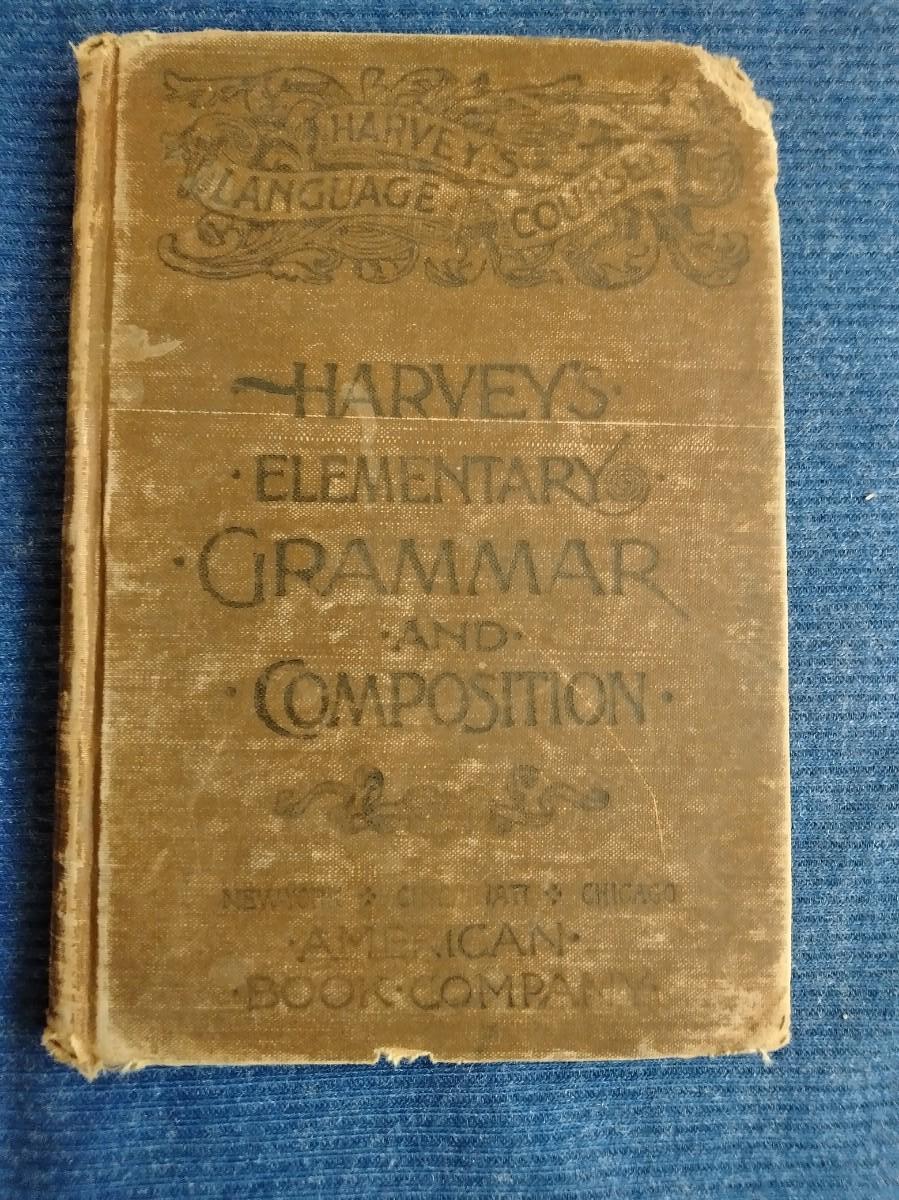 HARVEY'S
LANGUAGE COURSE
HARVEY'S
ELEMENTARY
GRAMMAR
AND
COMPOSITION
NEW YORK CHICAGO
AMERICAN
BOOK COMPANY